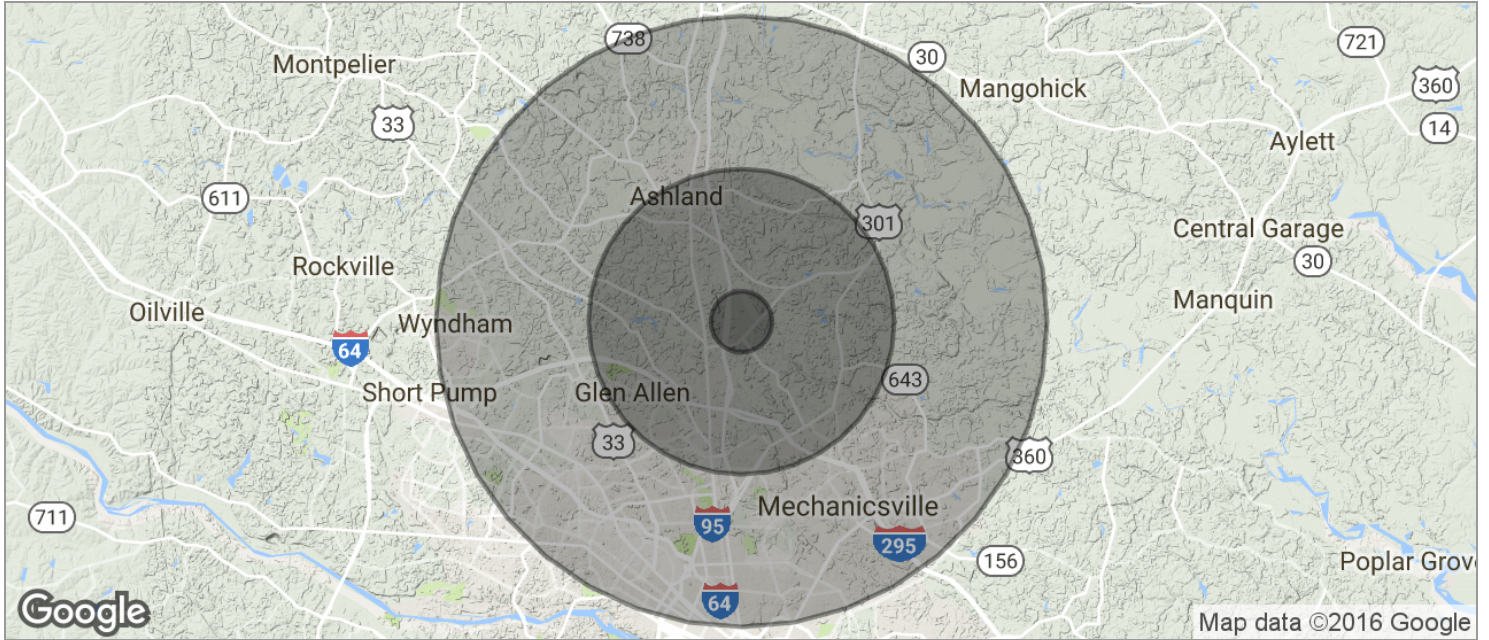 738
721
30
Montpelier
360
Mangohick
33
14
Aylett
Ashland
611
301
Central Garage
30
Rockville
Manquin
Oilville
Wyndham
64
643
Short Pump
Glen Allen
33
360
Mechanicsville
711
95
295
156
Poplar Grov
64
Google
Map data ©2016 Google